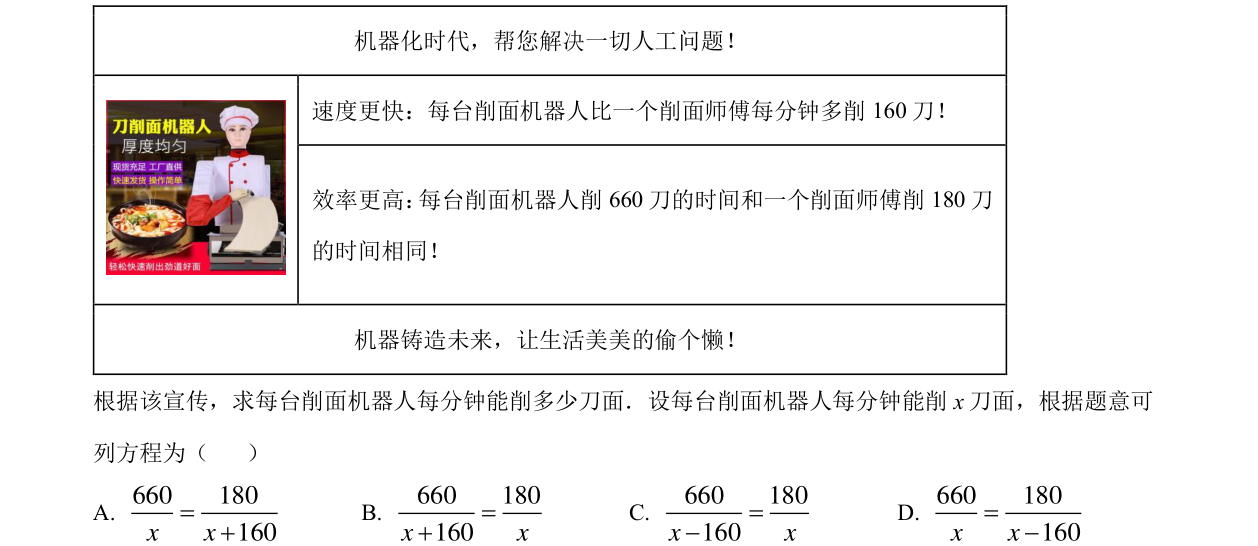 机器化时代，帮您解决一切人工问题！
刀削面机器人
厚度均匀
现货充足 工厂直供
快速发货 操作简单
轻松快速削出劲道好面
速度更快：每台削面机器人比一个削面师傅每分钟多削 160 刀！
效率更高：每台削面机器人削 660 刀的时间和一个削面师傅削 180 刀
的时间相同！
机器铸造未来，让生活美美的偷个懒！
根据该宣传，求每台削面机器人每分钟能削多少刀面．设每台削面机器人每分钟能削 x 刀面，根据题意可
列方程为（ ）
A. 660/x = 180/(x+160) B. 660/(x+160) = 180/x C. 660/(x−160) = 180/x D. 660/x = 180/(x−160)